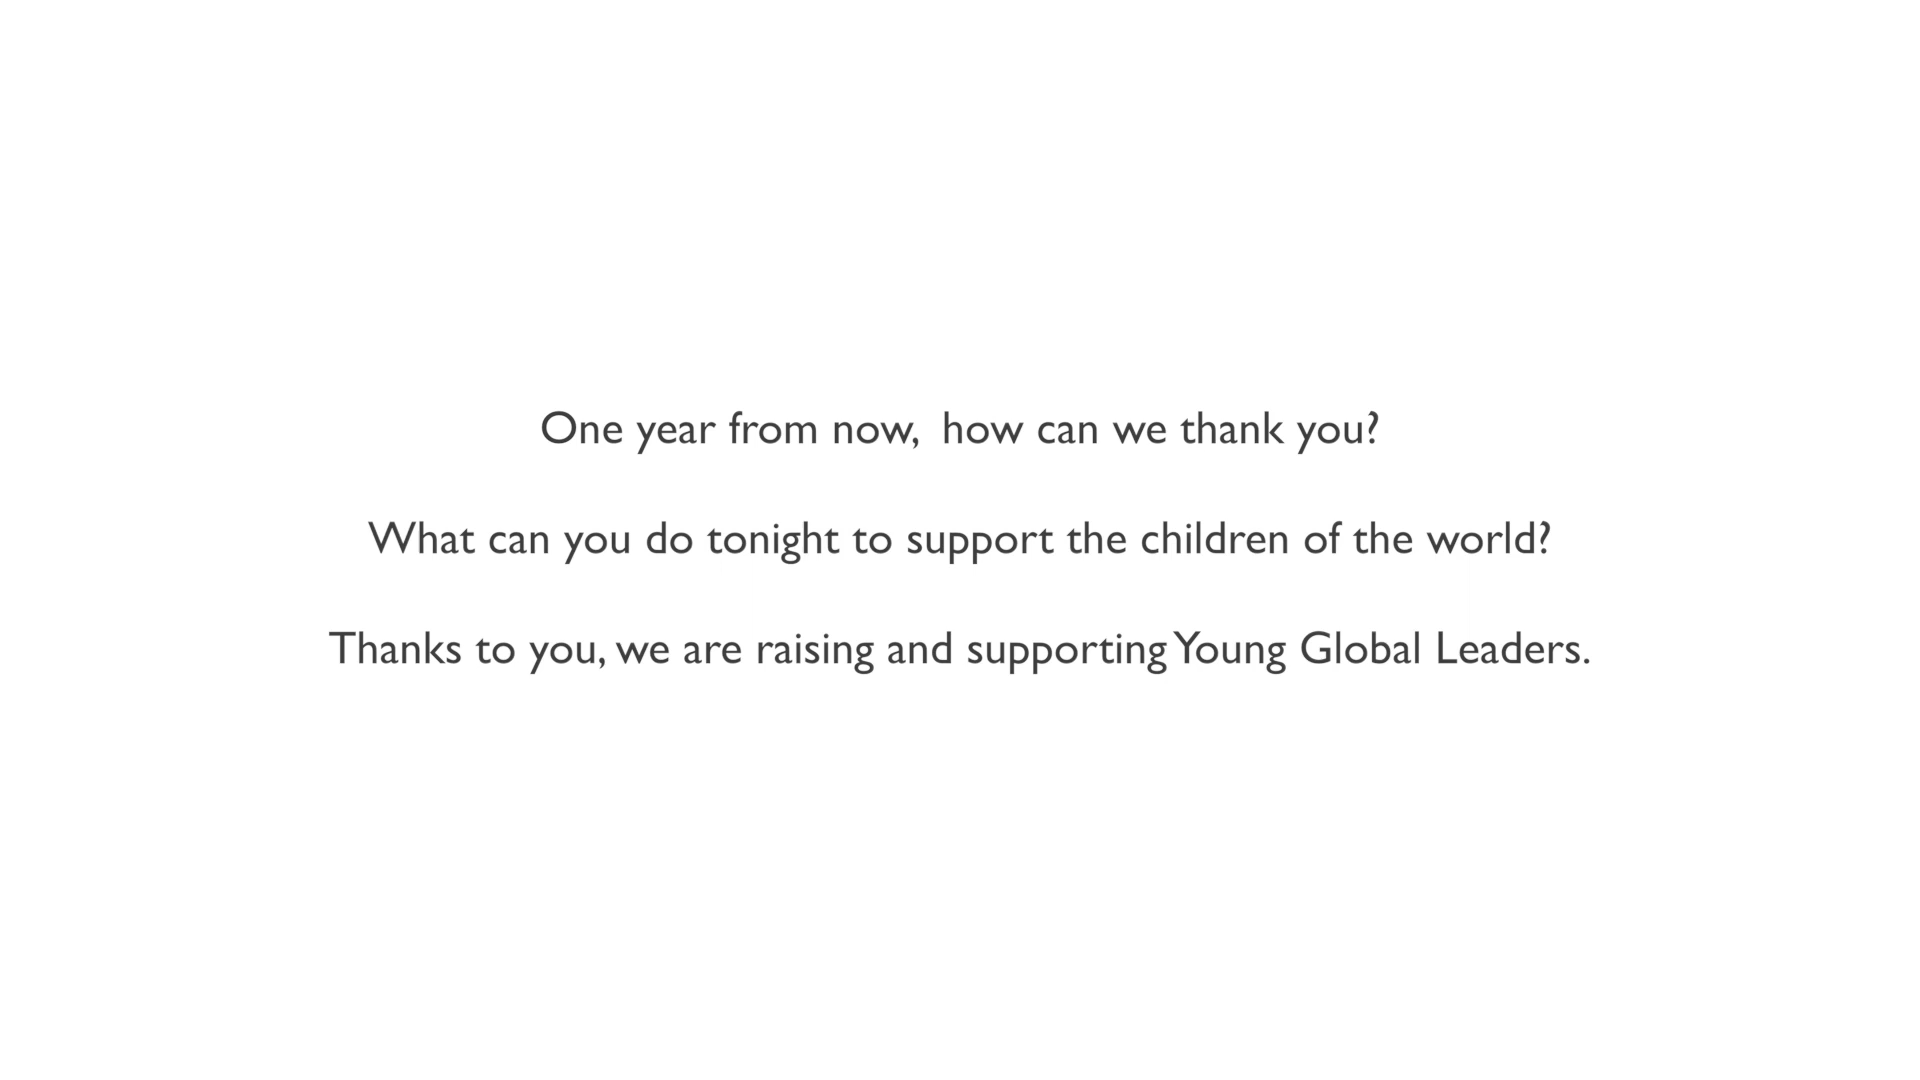 One year from now,  how can we thank you?
What can you do tonight to support the children of the world?
Thanks to you, we are raising and supporting Young Global Leaders.